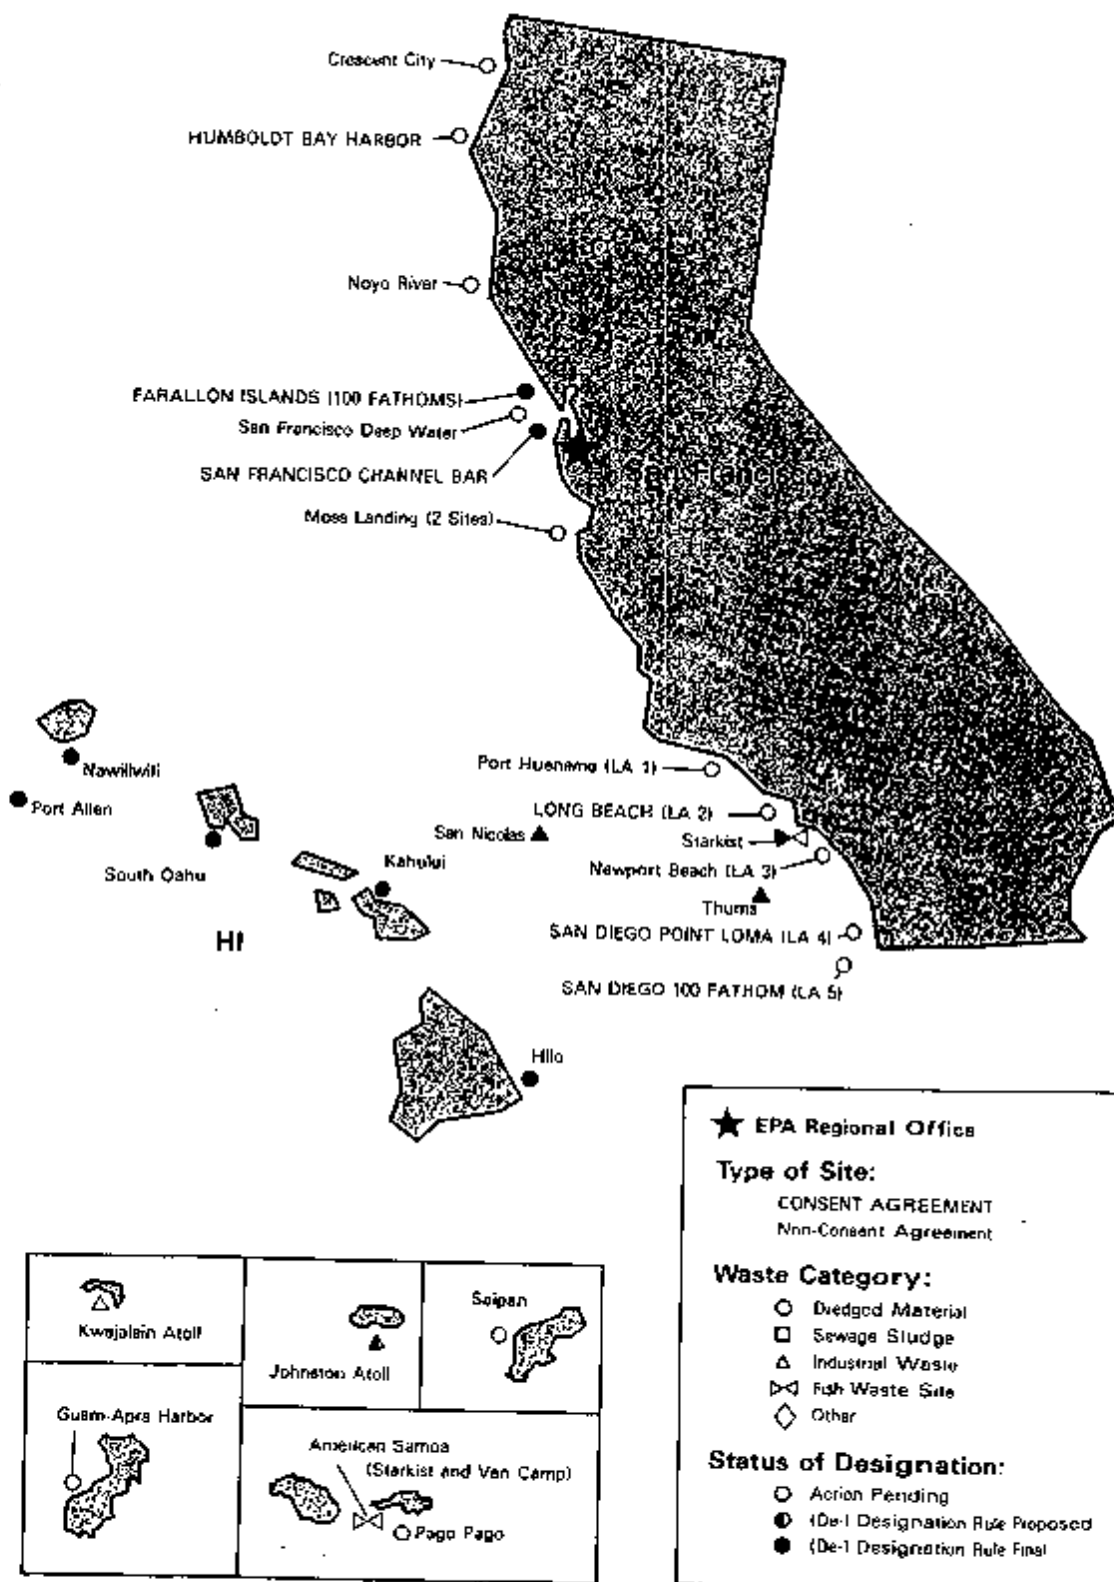 Crescent City
HUMBOLDT BAY HARBOR
Noyo River
FARALLON ISLANDS (100 FATHOMS)
San Francisco Deep Water
SAN FRANCISCO CHANNEL BAR
San Francisco
Moss Landing (2 Sites)
Nawiliwili
Port Allen
South Oahu
Kahului
HI
Hilo
Port Hueneme (LA 1)
LONG BEACH (LA 2)
San Nicolas
Starkist
Newport Beach (LA 3)
Thums
SAN DIEGO POINT LOMA (LA 4)
SAN DIEGO 100 FATHOM (LA 5)
Kwajalein Atoll
Johnston Atoll
Saipan
Guam-Apra Harbor
American Samoa
(Starkist and Van Camp)
Pago Pago
EPA Regional Office
Type of Site:
CONSENT AGREEMENT
Non-Consent Agreement
Waste Category:
Dredged Material
Sewage Sludge
Industrial Waste
Fish Waste Site
Other
Status of Designation:
Action Pending
(De-) Designation Rule Proposed
(De-) Designation Rule Final